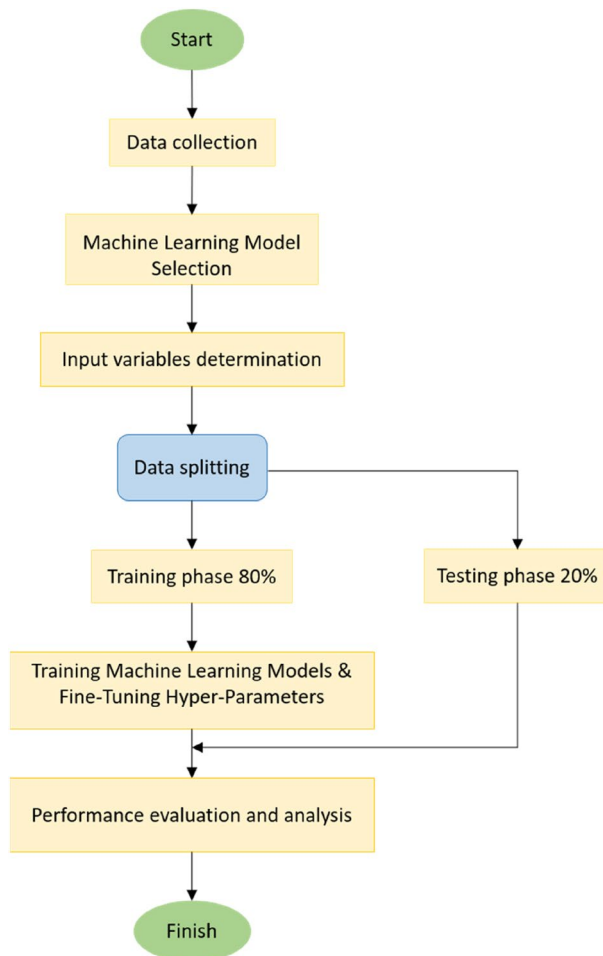 Start
Data collection
Machine Learning Model
Selection
Input variables determination
Data splitting
Training phase 80%
Testing phase 20%
Training Machine Learning Models &
Fine-Tuning Hyper-Parameters
Performance evaluation and analysis
Finish